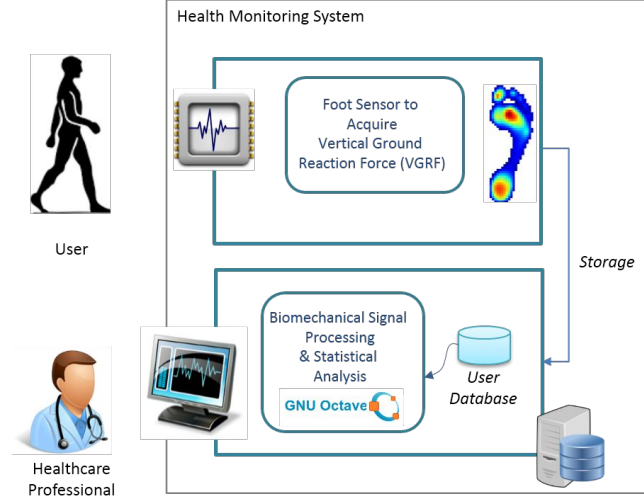 Health Monitoring System
Foot Sensor to
Acquire
Vertical Ground
Reaction Force (VGRF)
User
Storage
Biomechanical Signal
Processing
& Statistical
Analysis
GNU Octave
User
Database
Healthcare
Professional